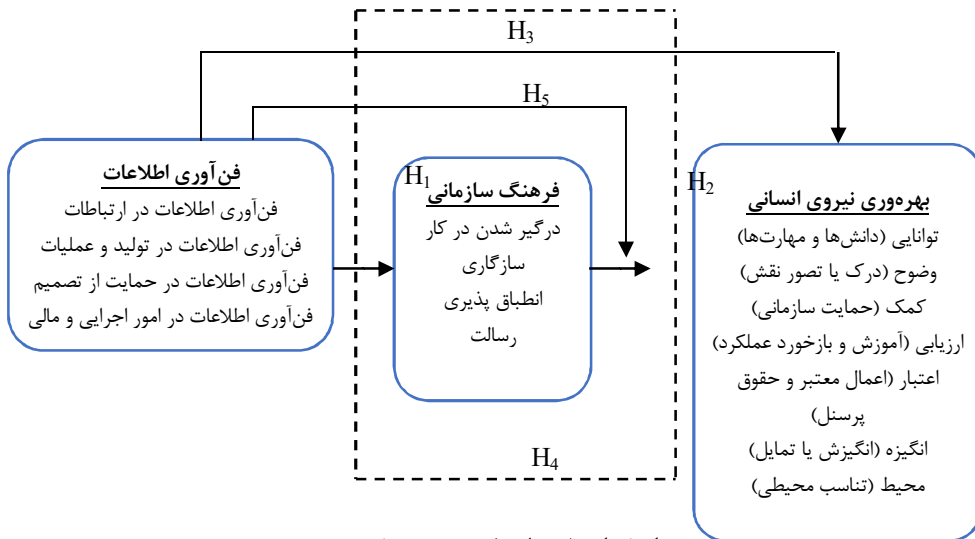 H3
H5
فن‌آوری اطلاعات
فن‌آوری اطلاعات در ارتباطات
فن‌آوری اطلاعات در تولید و عملیات
فن‌آوری اطلاعات در حمایت از تصمیم
فن‌آوری اطلاعات در امور اجرایی و مالی
H1
فرهنگ سازمانی
درگیر شدن در کار
سازگاری
انطباق پذیری
رسالت
H2
بهره‌وری نیروی انسانی
توانایی (دانش‌ها و مهارت‌ها)
وضوح (درک یا تصور نقش)
کمک (حمایت سازمانی)
ارزیابی (آموزش و بازخورد عملکرد)
اعتبار (اعمال معتبر و حقوق
پرسنل)
انگیزه (انگیزش یا تمایل)
محیط (تناسب محیطی)
H4